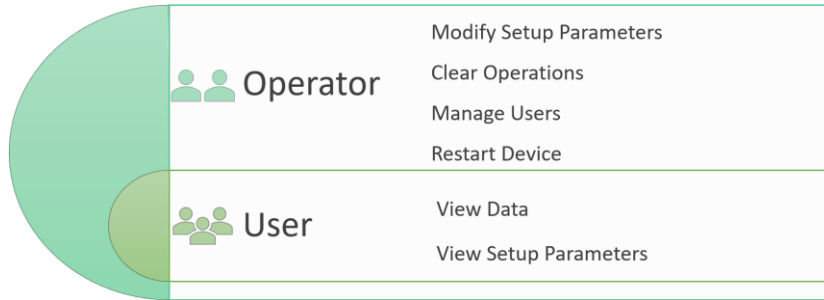 Operator
Modify Setup Parameters
Clear Operations
Manage Users
Restart Device
User
View Data
View Setup Parameters